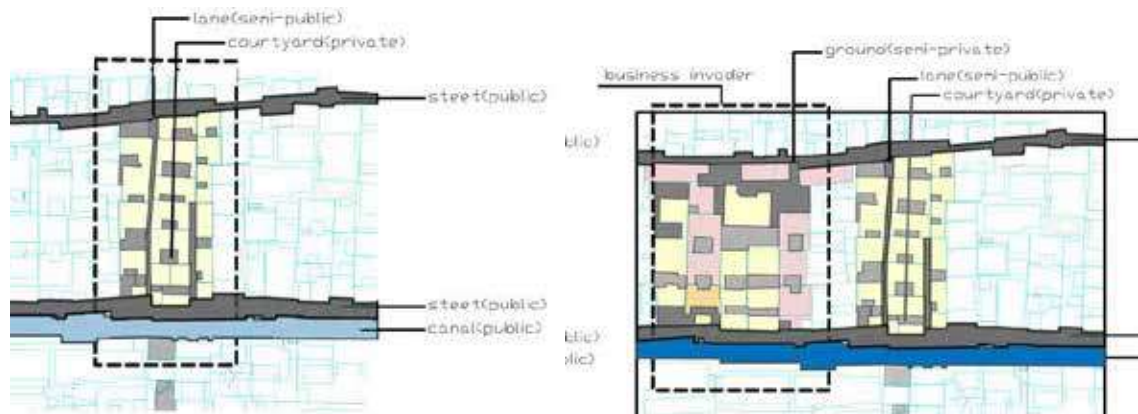 lane(semi-public)
courtyard(private)
steet(public)
steet(public)
canal(public)
ground(semi-private)
business invader
lane(semi-public)
courtyard(private)